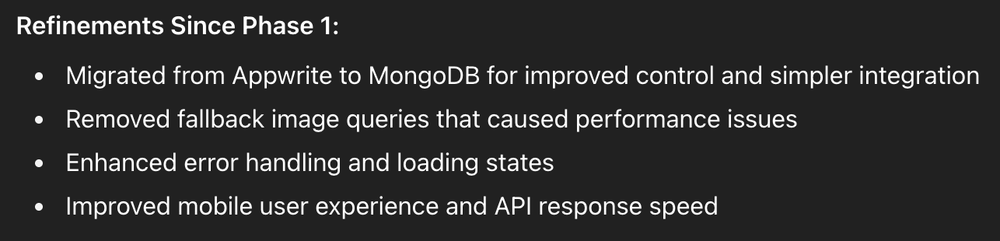 Refinements Since Phase 1:
• Migrated from Appwrite to MongoDB for improved control and simpler integration
• Removed fallback image queries that caused performance issues
• Enhanced error handling and loading states
• Improved mobile user experience and API response speed